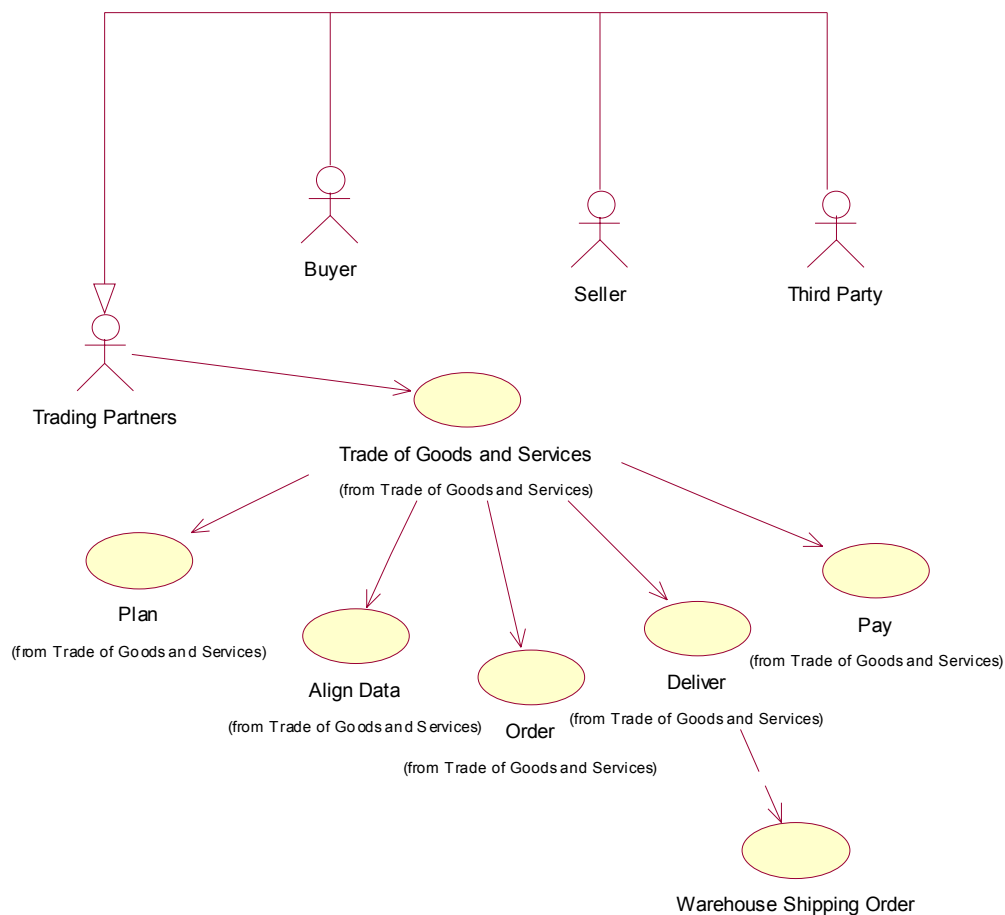 Buyer
Seller
Third Party
Trading Partners
Trade of Goods and Services
(from Trade of Goods and Services)
Plan
(from Trade of Goods and Services)
Align Data
(from Trade of Goods and Services)
Order
(from Trade of Goods and Services)
Deliver
(from Trade of Goods and Services)
Pay
(from Trade of Goods and Services)
Warehouse Shipping Order